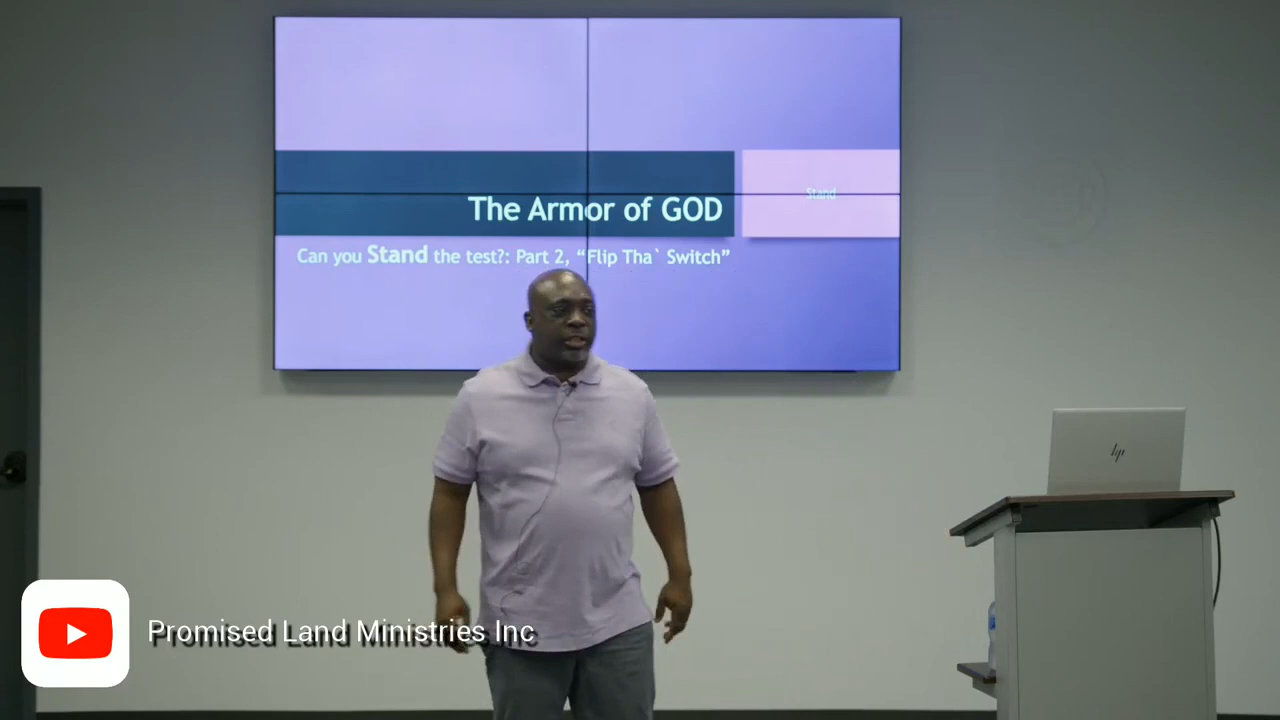 The Armor of GOD
Stand
Can you Stand the test?: Part 2, “Flip Tha` Switch”
hp
Promised Land Ministries Inc